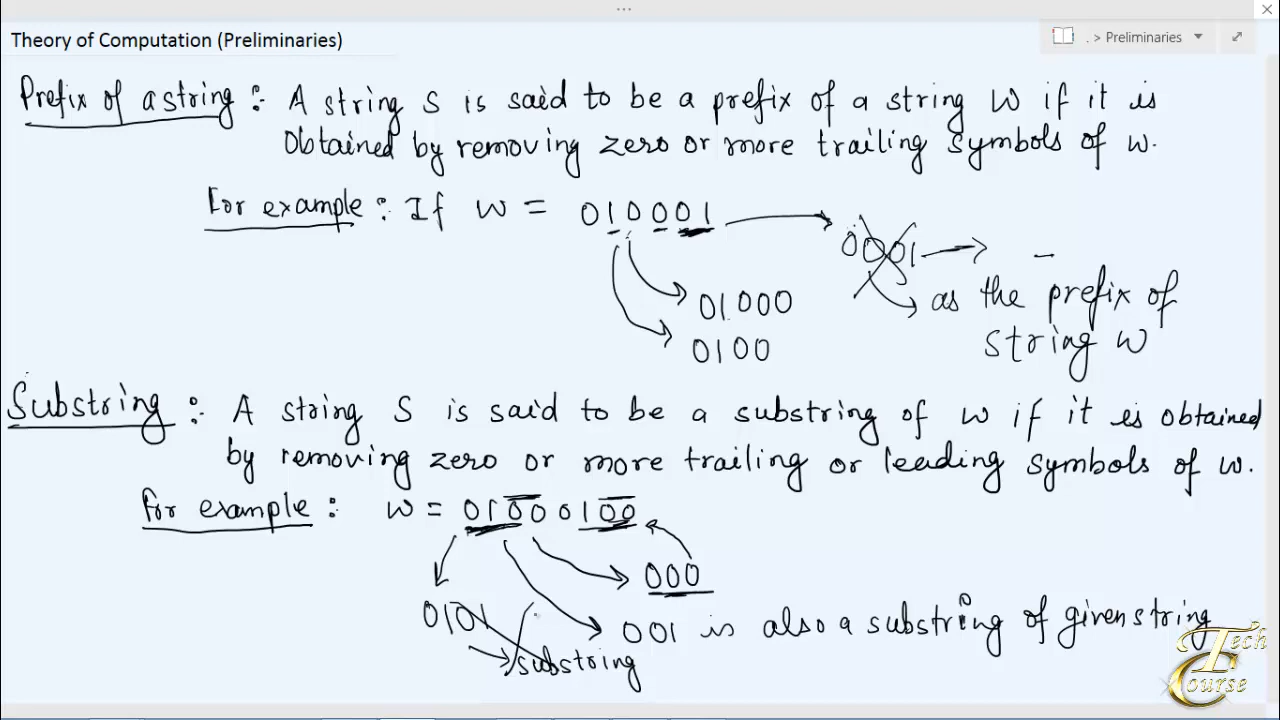 Theory of Computation (Preliminaries)
. > Preliminaries
Prefix of a string :- A string S is said to be a prefix of a string W if it is
Obtained by removing zero or more trailing symbols of w.
For example :- If w = 010001
0001
01000
as the prefix of
0100
string w
Substring :- A string S is said to be a substring of w if it is obtained
by removing zero or more trailing or leading symbols of w.
For example : w = 01000100
000
0101
001 is also a substring of given string
substring
Tech
Course